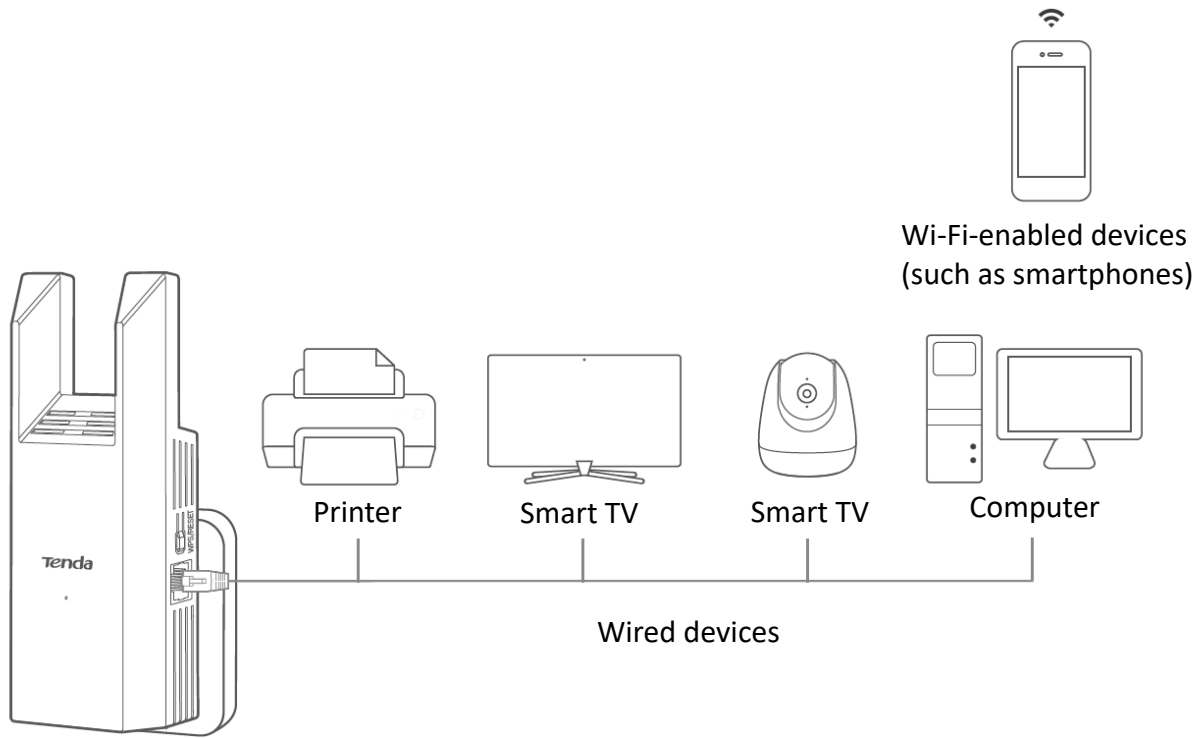 Wi-Fi-enabled devices
(such as smartphones)
Printer
Smart TV
Smart TV
Computer
WPS/RESET
Tenda
Wired devices